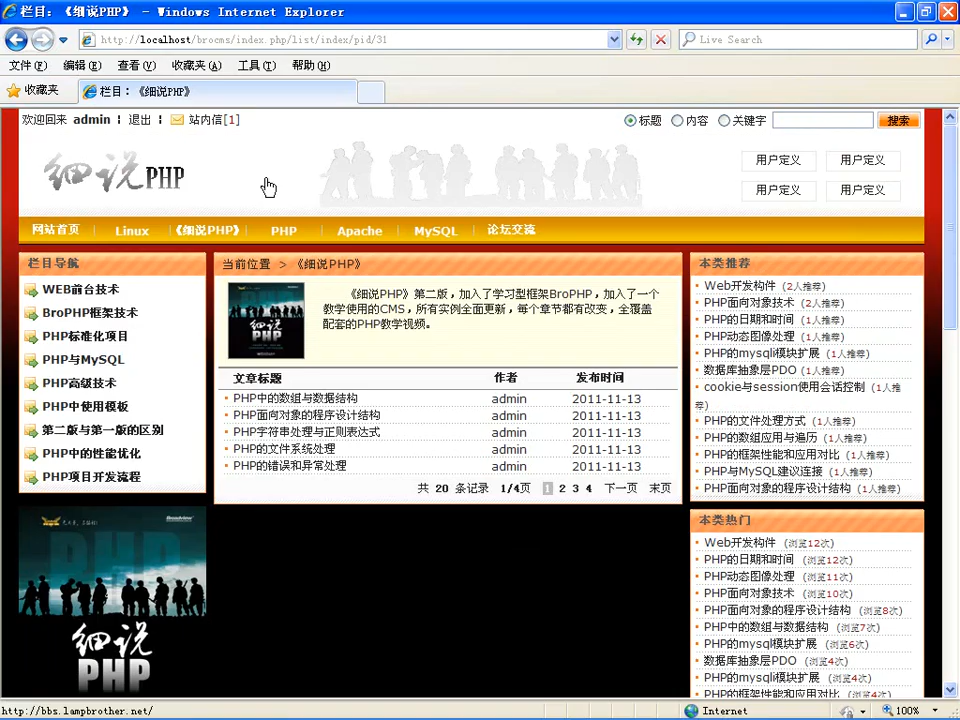 栏目：《细说PHP》 - Windows Internet Explorer
http://localhost/brocms/index.php/list/index/pid/31
Live Search
文件(F) 编辑(E) 查看(V) 收藏夹(A) 工具(T) 帮助(H)
收藏夹 栏目：《细说PHP》
欢迎回来 admin | 退出 | 站内信[1] 标题 内容 关键字 搜索
细说PHP
用户定义 用户定义
用户定义 用户定义
网站首页 Linux 《细说PHP》 PHP Apache MySQL 论坛交流
栏目导航
WEB前台技术
BroPHP框架技术
PHP标准化项目
PHP与MySQL
PHP高级技术
PHP中使用模板
第二版与第一版的区别
PHP中的性能优化
PHP项目开发流程
细说
PHP
当前位置 > 《细说PHP》
细说
PHP
《细说PHP》第二版，加入了学习型框架BroPHP，加入了一个
教学使用的CMS，所有实例全面更新，每个章节都有改变，全覆盖
配套的PHP教学视频。
文章标题 作者 发布时间
PHP中的数组与数据结构 admin 2011-11-13
PHP面向对象的程序设计结构 admin 2011-11-13
PHP字符串处理与正则表达式 admin 2011-11-13
PHP的文件系统处理 admin 2011-11-13
PHP的错误和异常处理 admin 2011-11-13
共 20 条记录 1/4页 1 2 3 4 下一页 末页
本类推荐
Web开发构件 (2人推荐)
PHP面向对象技术 (2人推荐)
PHP的日期和时间 (1人推荐)
PHP动态图像处理 (1人推荐)
PHP的mysqli模块扩展 (1人推荐)
数据库抽象层PDO (1人推荐)
cookie与session使用会话控制 (1人推
荐)
PHP的文件处理方式 (1人推荐)
PHP的数组应用与遍历 (1人推荐)
PHP的框架性能和应用对比 (1人推荐)
PHP与MySQL建议连接 (1人推荐)
PHP面向对象的程序设计结构 (1人推荐)
本类热门
Web开发构件 (浏览12次)
PHP的日期和时间 (浏览12次)
PHP动态图像处理 (浏览11次)
PHP面向对象技术 (浏览10次)
PHP面向对象的程序设计结构 (浏览8次)
PHP中的数组与数据结构 (浏览7次)
PHP的mysql模块扩展 (浏览6次)
数据库抽象层PDO (浏览4次)
PHP的mysqli模块扩展 (浏览4次)
PHP的框架性能和应用对比 (浏览4次)
http://bbs.lampbrother.net/ Internet 100%